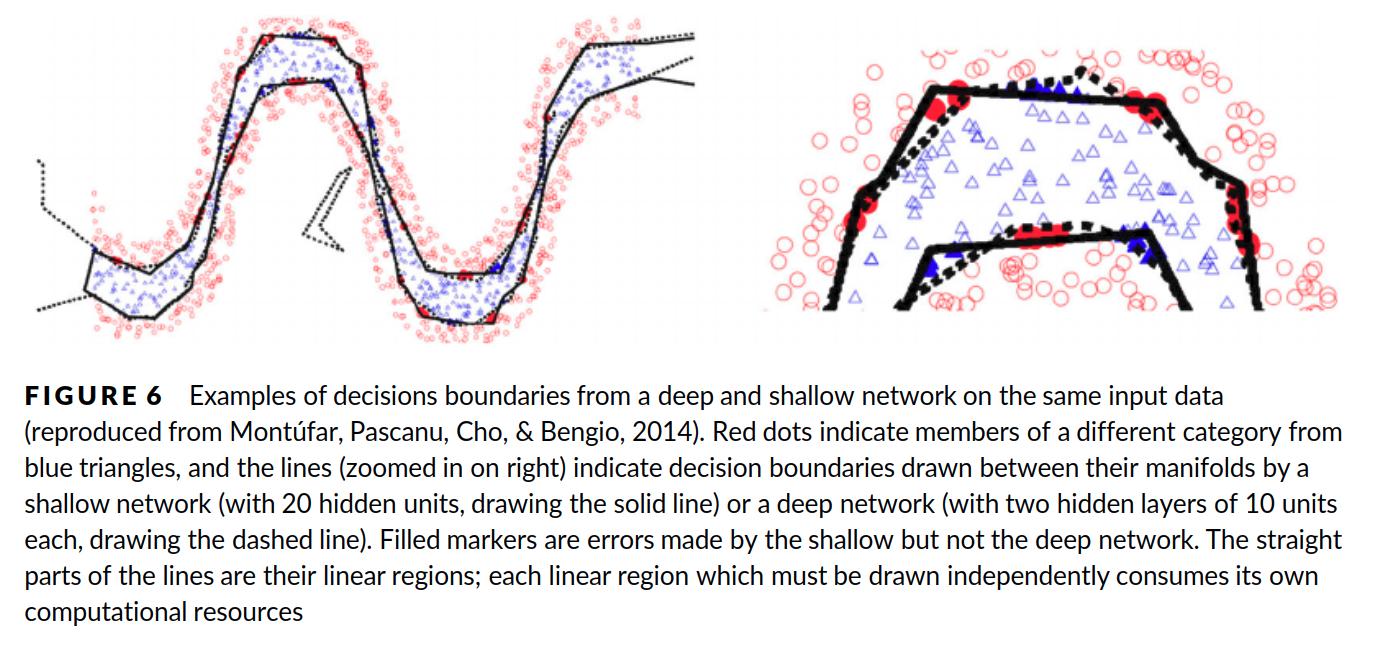 FIGURE 6 Examples of decisions boundaries from a deep and shallow network on the same input data
(reproduced from Montúfar, Pascanu, Cho, & Bengio, 2014). Red dots indicate members of a different category from
blue triangles, and the lines (zoomed in on right) indicate decision boundaries drawn between their manifolds by a
shallow network (with 20 hidden units, drawing the solid line) or a deep network (with two hidden layers of 10 units
each, drawing the dashed line). Filled markers are errors made by the shallow but not the deep network. The straight
parts of the lines are their linear regions; each linear region which must be drawn independently consumes its own
computational resources